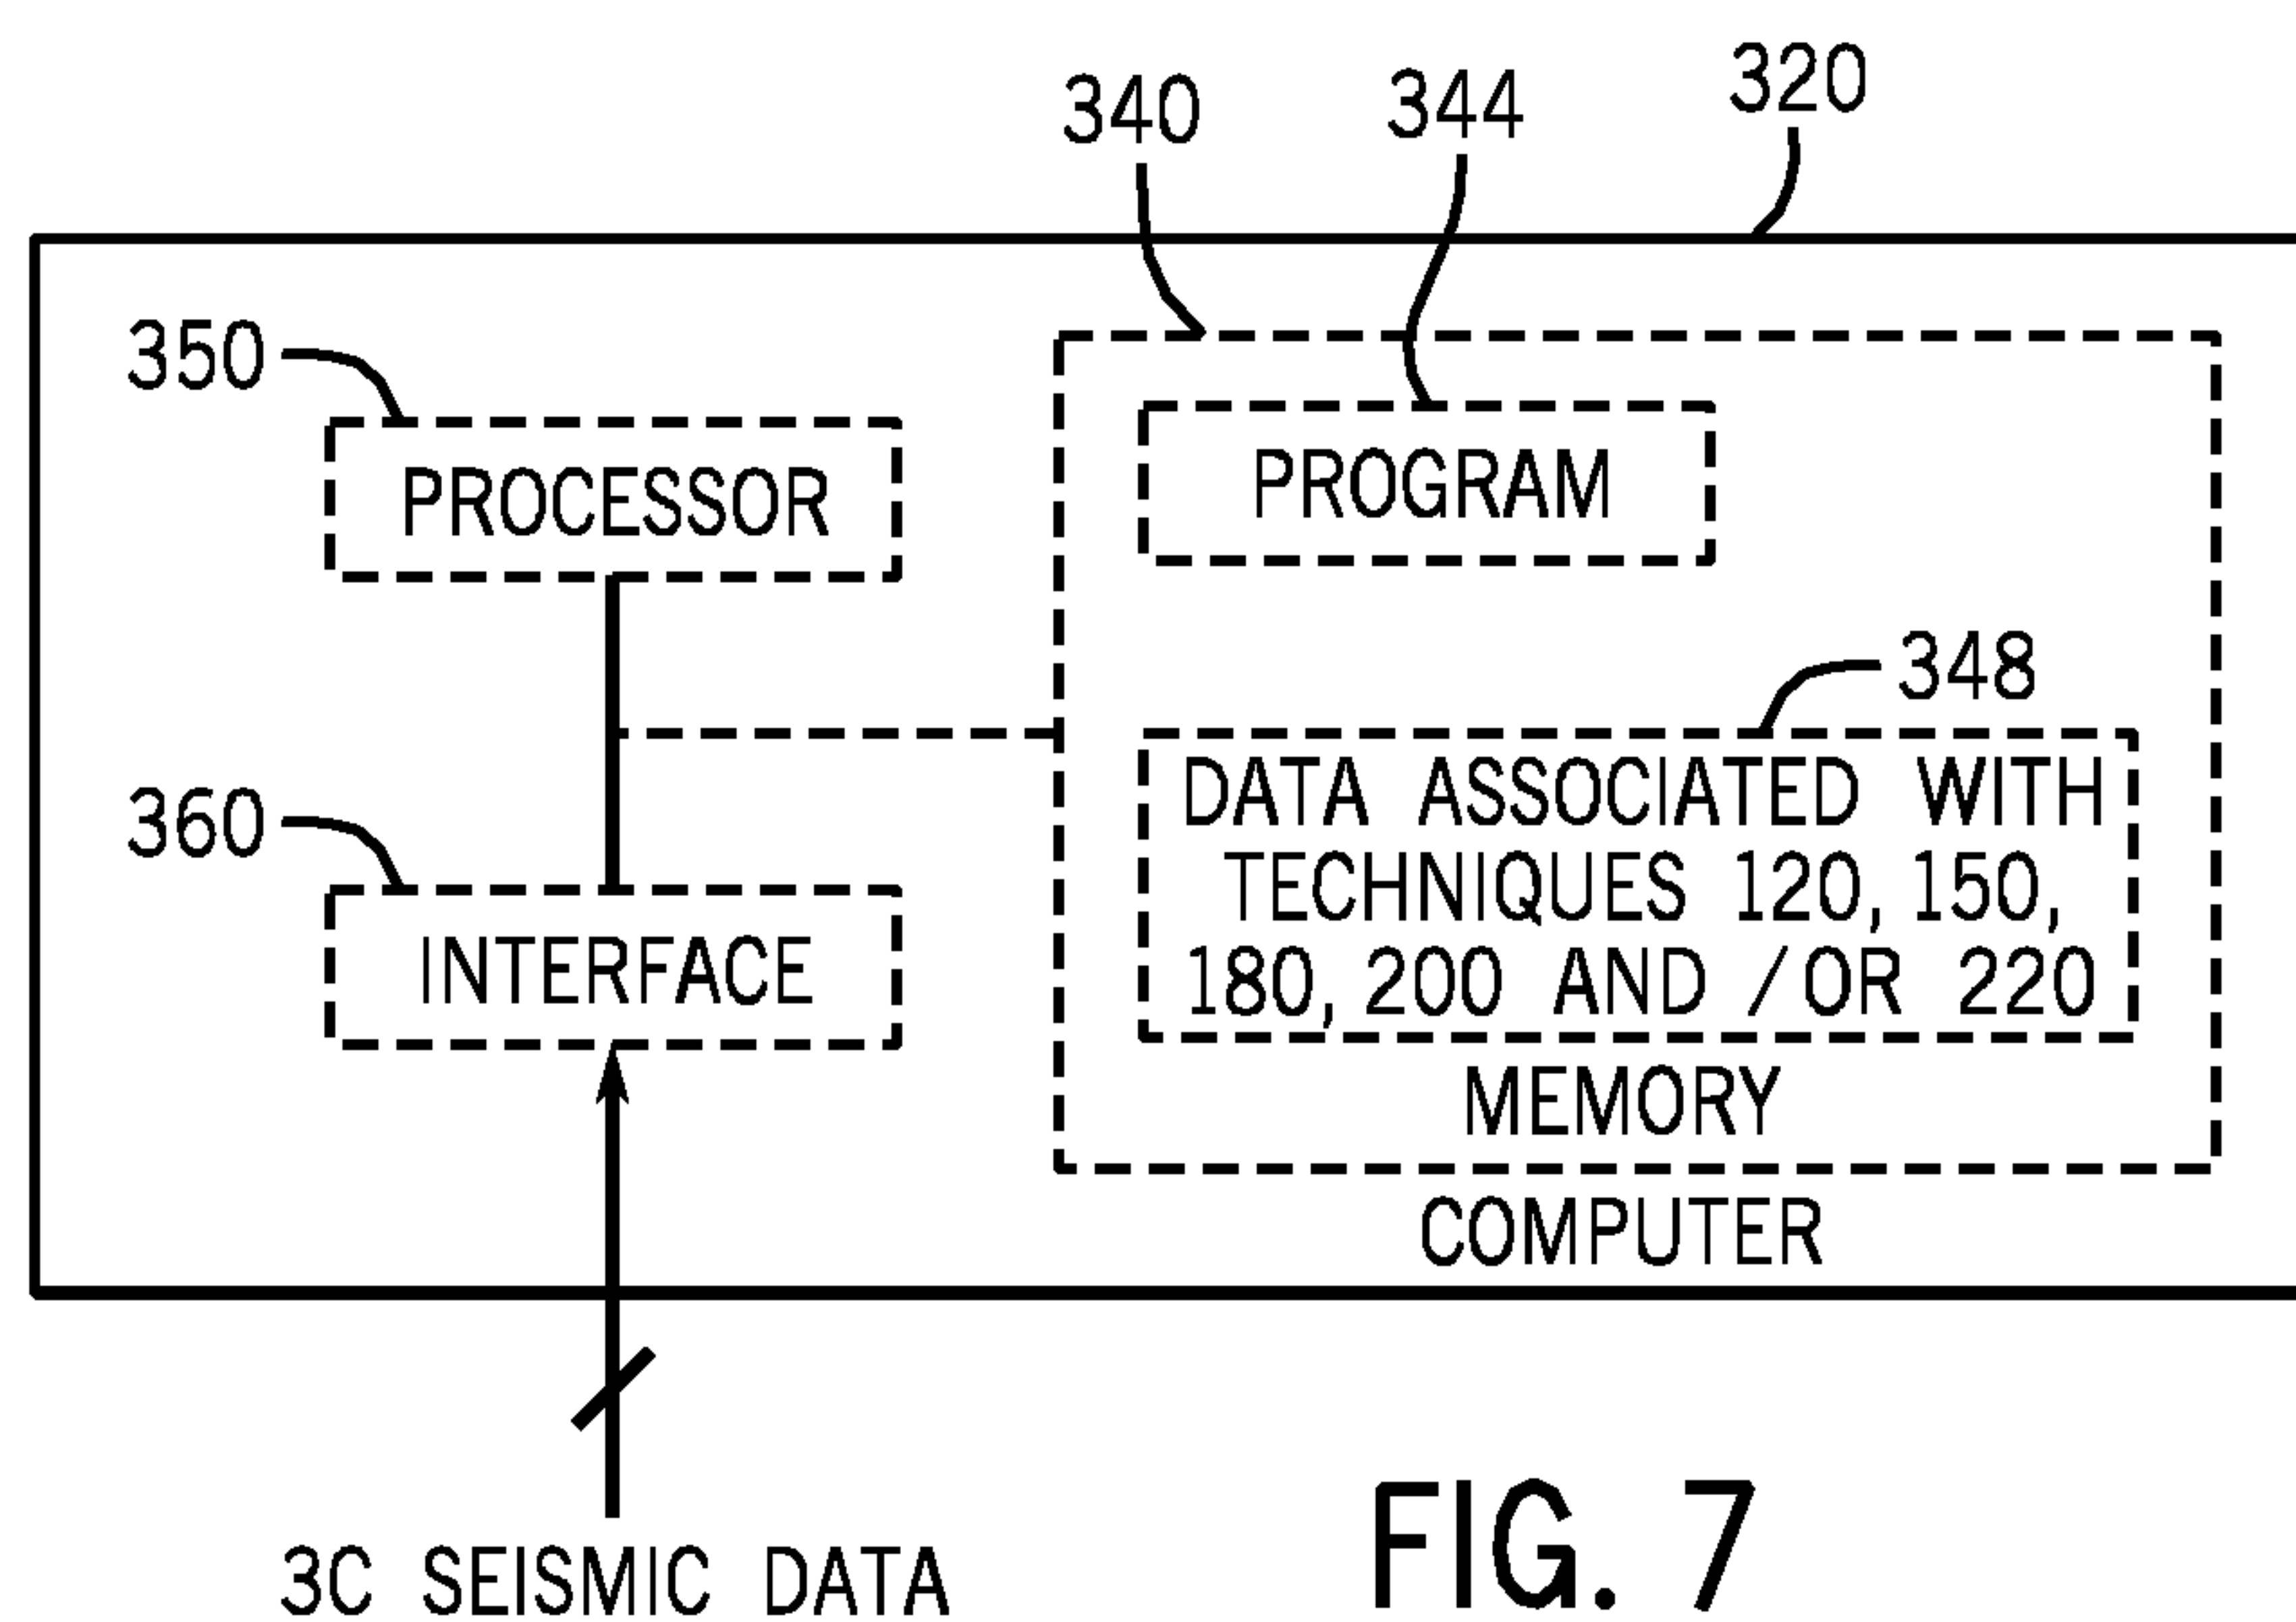 320
340
344
350
PROCESSOR
PROGRAM
348
360
INTERFACE
DATA ASSOCIATED WITH
TECHNIQUES 120, 150,
180, 200 AND /OR 220
MEMORY
COMPUTER
3C SEISMIC DATA
FIG. 7